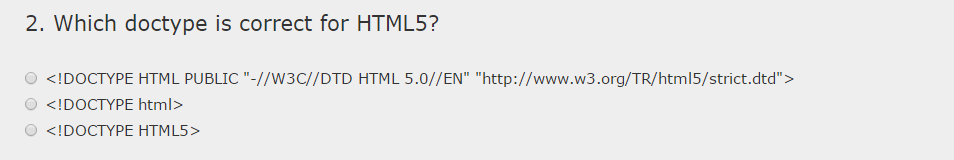 2. Which doctype is correct for HTML5?
<!DOCTYPE HTML PUBLIC "-//W3C//DTD HTML 5.0//EN" "http://www.w3.org/TR/html5/strict.dtd">
<!DOCTYPE html>
<!DOCTYPE HTML5>